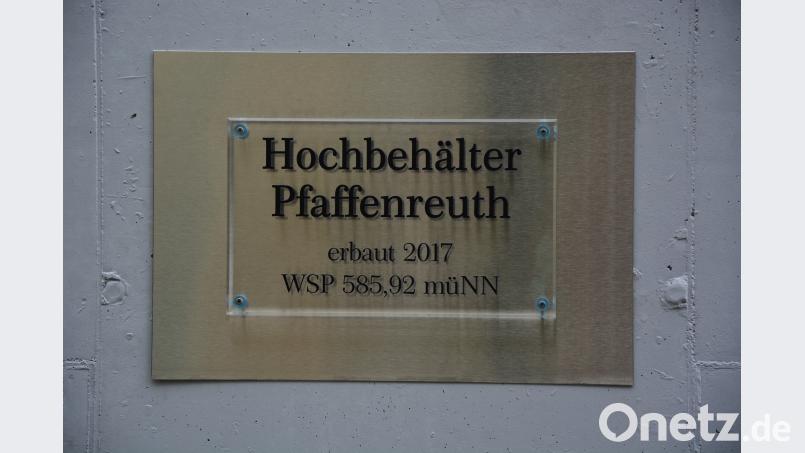 Hochbehälter
Pfaffenreuth
erbaut 2017
WSP 585,92 müNN
Onetz.de